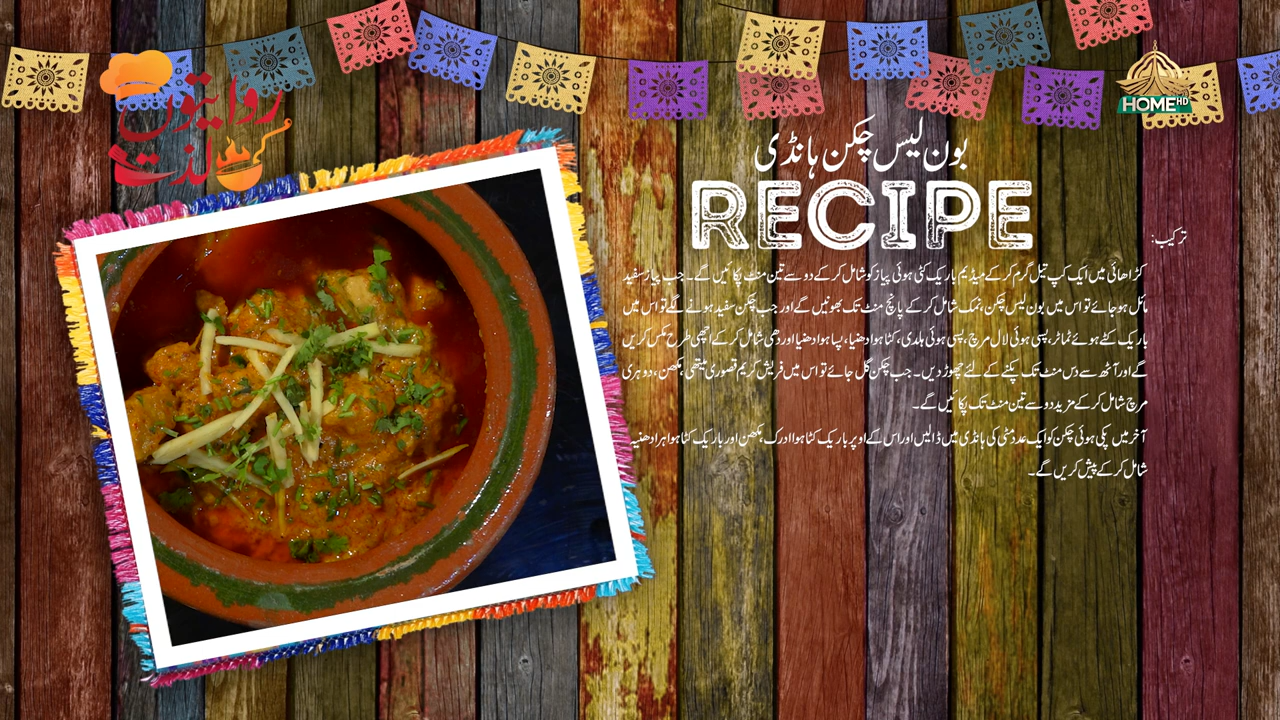 روایتوں
کی لذت
HOME HD
بون لیس چکن ہانڈی
RECIPE
ترکیب:
کڑاھائی میں ایک کپ تیل گرم کر کے میڈیم باریک کٹی ہوئی پیاز کو شامل کر کے دو سے تین منٹ پکائیں گے۔ جب پیاز سفید
مائل ہو جائے تو اس میں بون لیس چکن، نمک شامل کر کے پانچ منٹ تک بھونیں گے اور جب چکن سفید ہونے لگے تو اس میں
باریک کٹے ہوئے ٹماٹر، پسی ہوئی لال مرچ، پسی ہوئی ہلدی، کٹا ہوا دھنیا، پسا ہوا دھنیا اور دھی شامل کر کے اچھی طرح مکس کریں
گے اور آٹھ سے دس منٹ تک پکنے کے لئے چھوڑ دیں۔ جب چکن گل جائے تو اس میں فریش کریم قصوری میتھی، مکھن، دو ہری
مرچ شامل کر کے مزید دو سے تین منٹ تک پکائیں گے۔
آخر میں پکی ہوئی چکن کو ایک عدد مٹی کی ہانڈی میں ڈالیں اور اس کے اوپر باریک کٹا ہوا ادرک، مکھن اور باریک کٹا ہوا ہرا دھنیہ
شامل کر کے پیش کریں گے۔